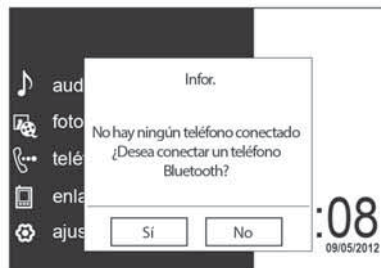 Infor.
No hay ningún teléfono conectado
¿Desea conectar un teléfono
Bluetooth?
Sí
No
aud
foto
telé
enla
ajus
:08
09/05/2012